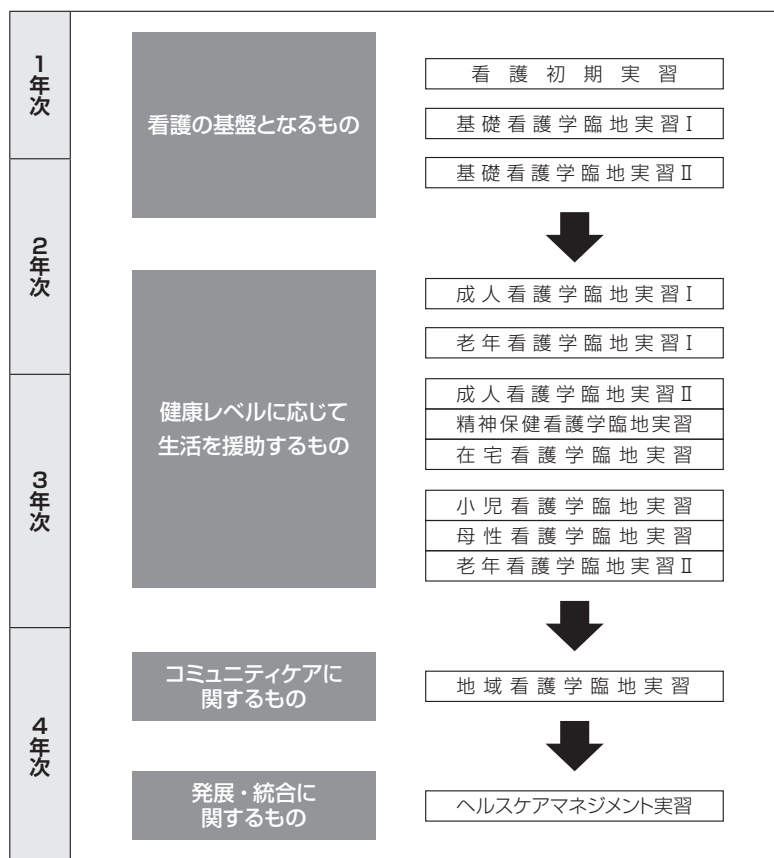 1年次
看護の基盤となるもの
看護初期実習
基礎看護学臨地実習Ⅰ
基礎看護学臨地実習Ⅱ
2年次
成人看護学臨地実習Ⅰ
老年看護学臨地実習Ⅰ
3年次
健康レベルに応じて
生活を援助するもの
成人看護学臨地実習Ⅱ
精神保健看護学臨地実習
在宅看護学臨地実習
小児看護学臨地実習
母性看護学臨地実習
老年看護学臨地実習Ⅱ
4年次
コミュニティケアに
関するもの
地域看護学臨地実習
発展・統合に
関するもの
ヘルスケアマネジメント実習